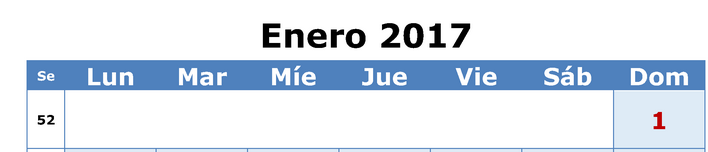 Enero 2017
Se Lun Mar Míe Jue Vie Sáb Dom
52 1